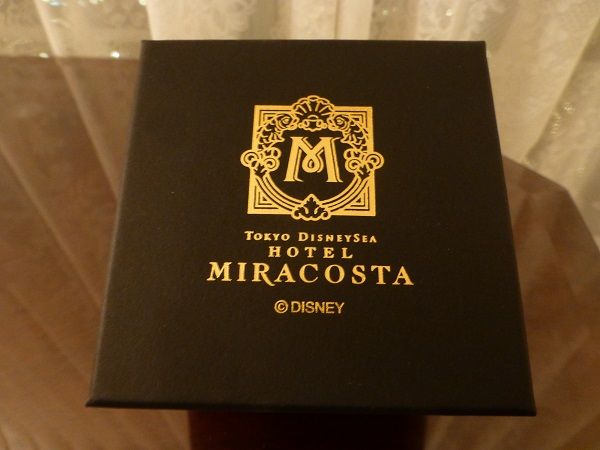 M
TOKYO DISNEYSEA
HOTEL
MIRACOSTA
© DISNEY